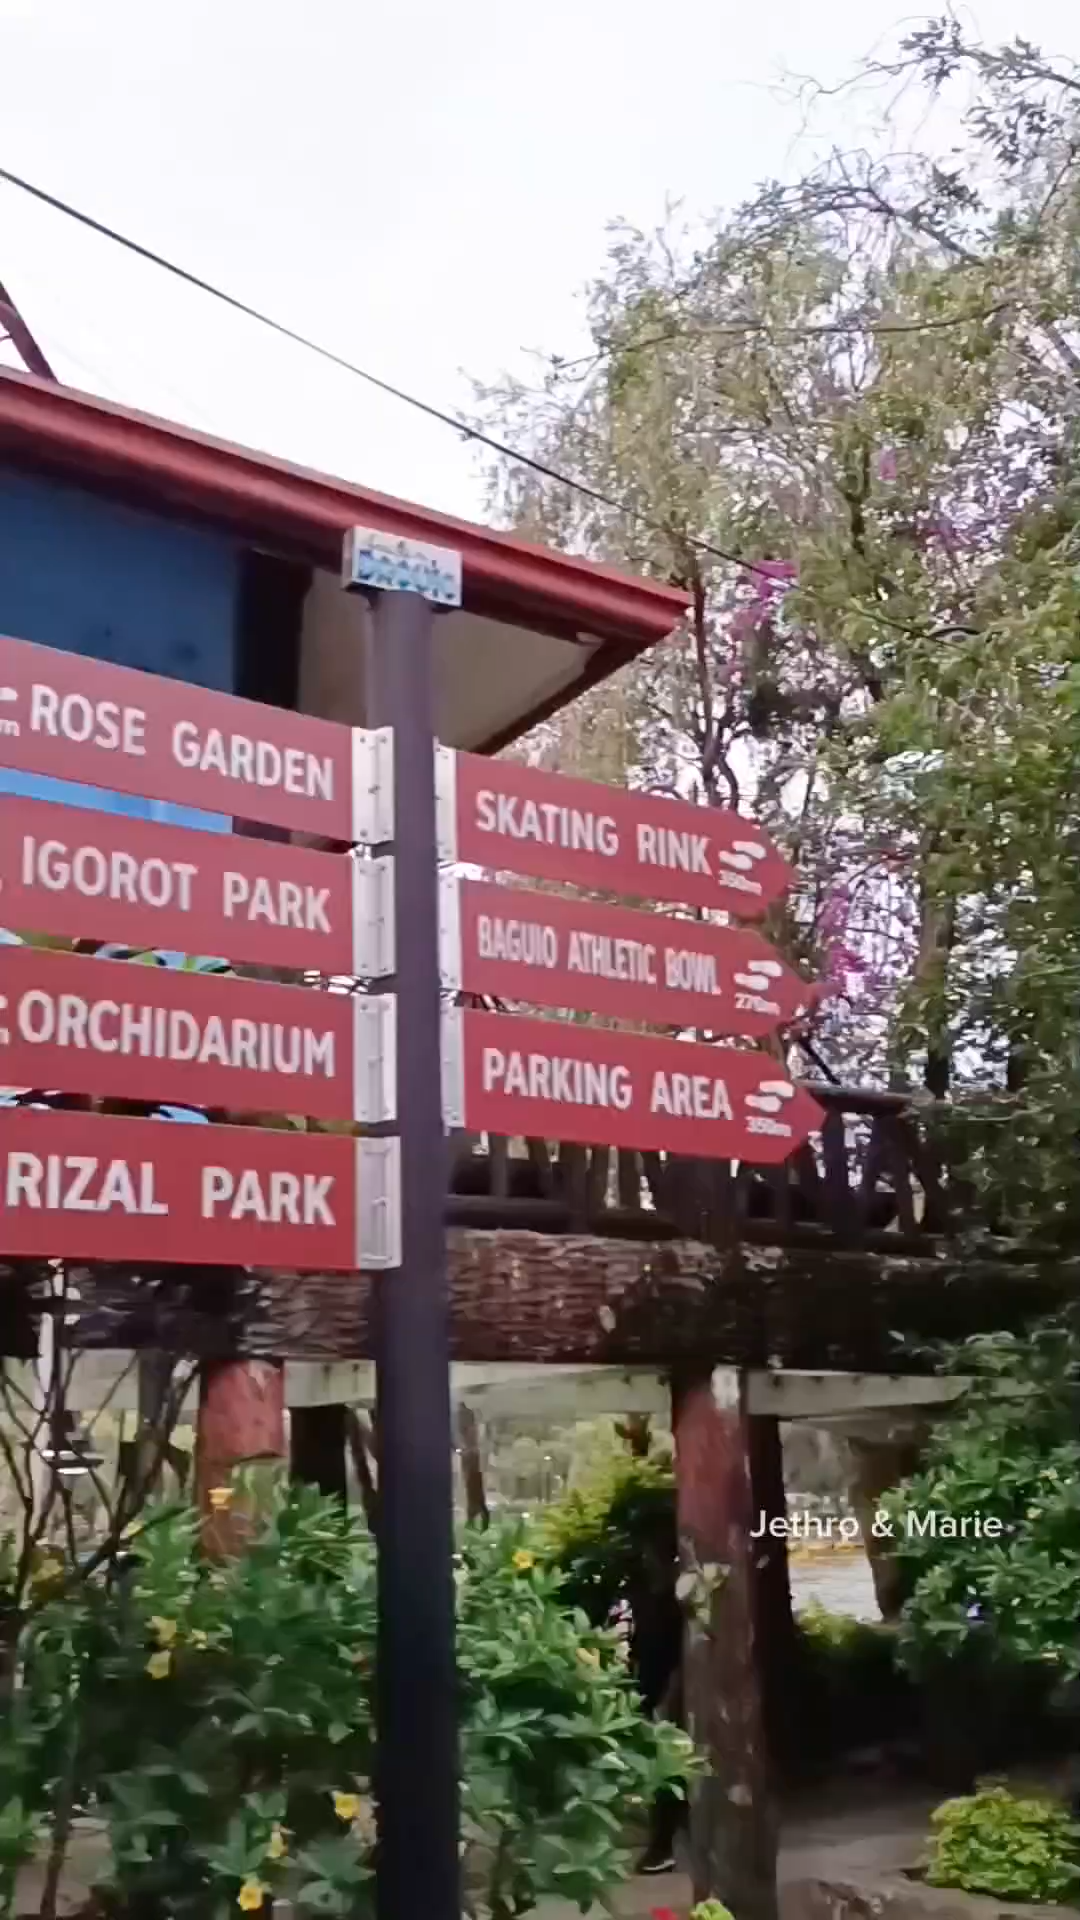 ROSE GARDEN
IGOROT PARK
ORCHIDARIUM
RIZAL PARK
SKATING RINK
350m
BAGUIO ATHLETIC BOWL
270m
PARKING AREA
350m
Jethro & Marie